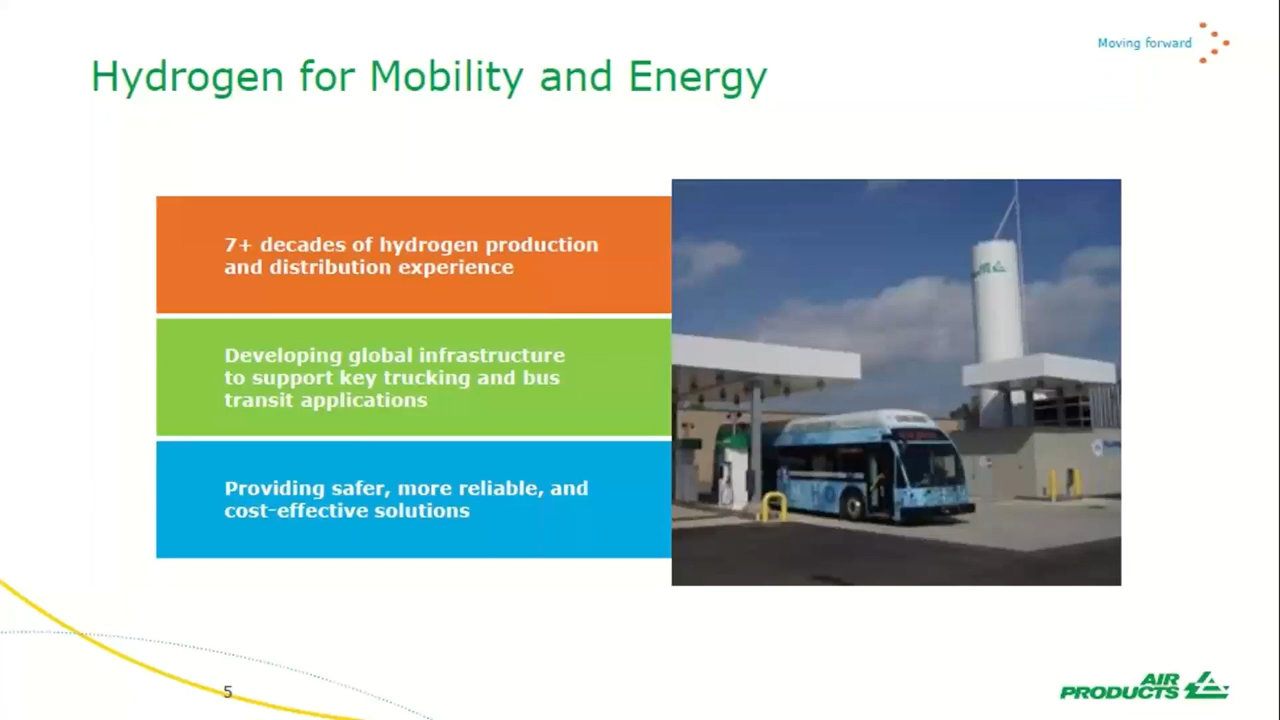 Moving forward
Hydrogen for Mobility and Energy
7+ decades of hydrogen production
and distribution experience
Developing global infrastructure
to support key trucking and bus
transit applications
Providing safer, more reliable, and
cost-effective solutions
5
AIR
PRODUCTS